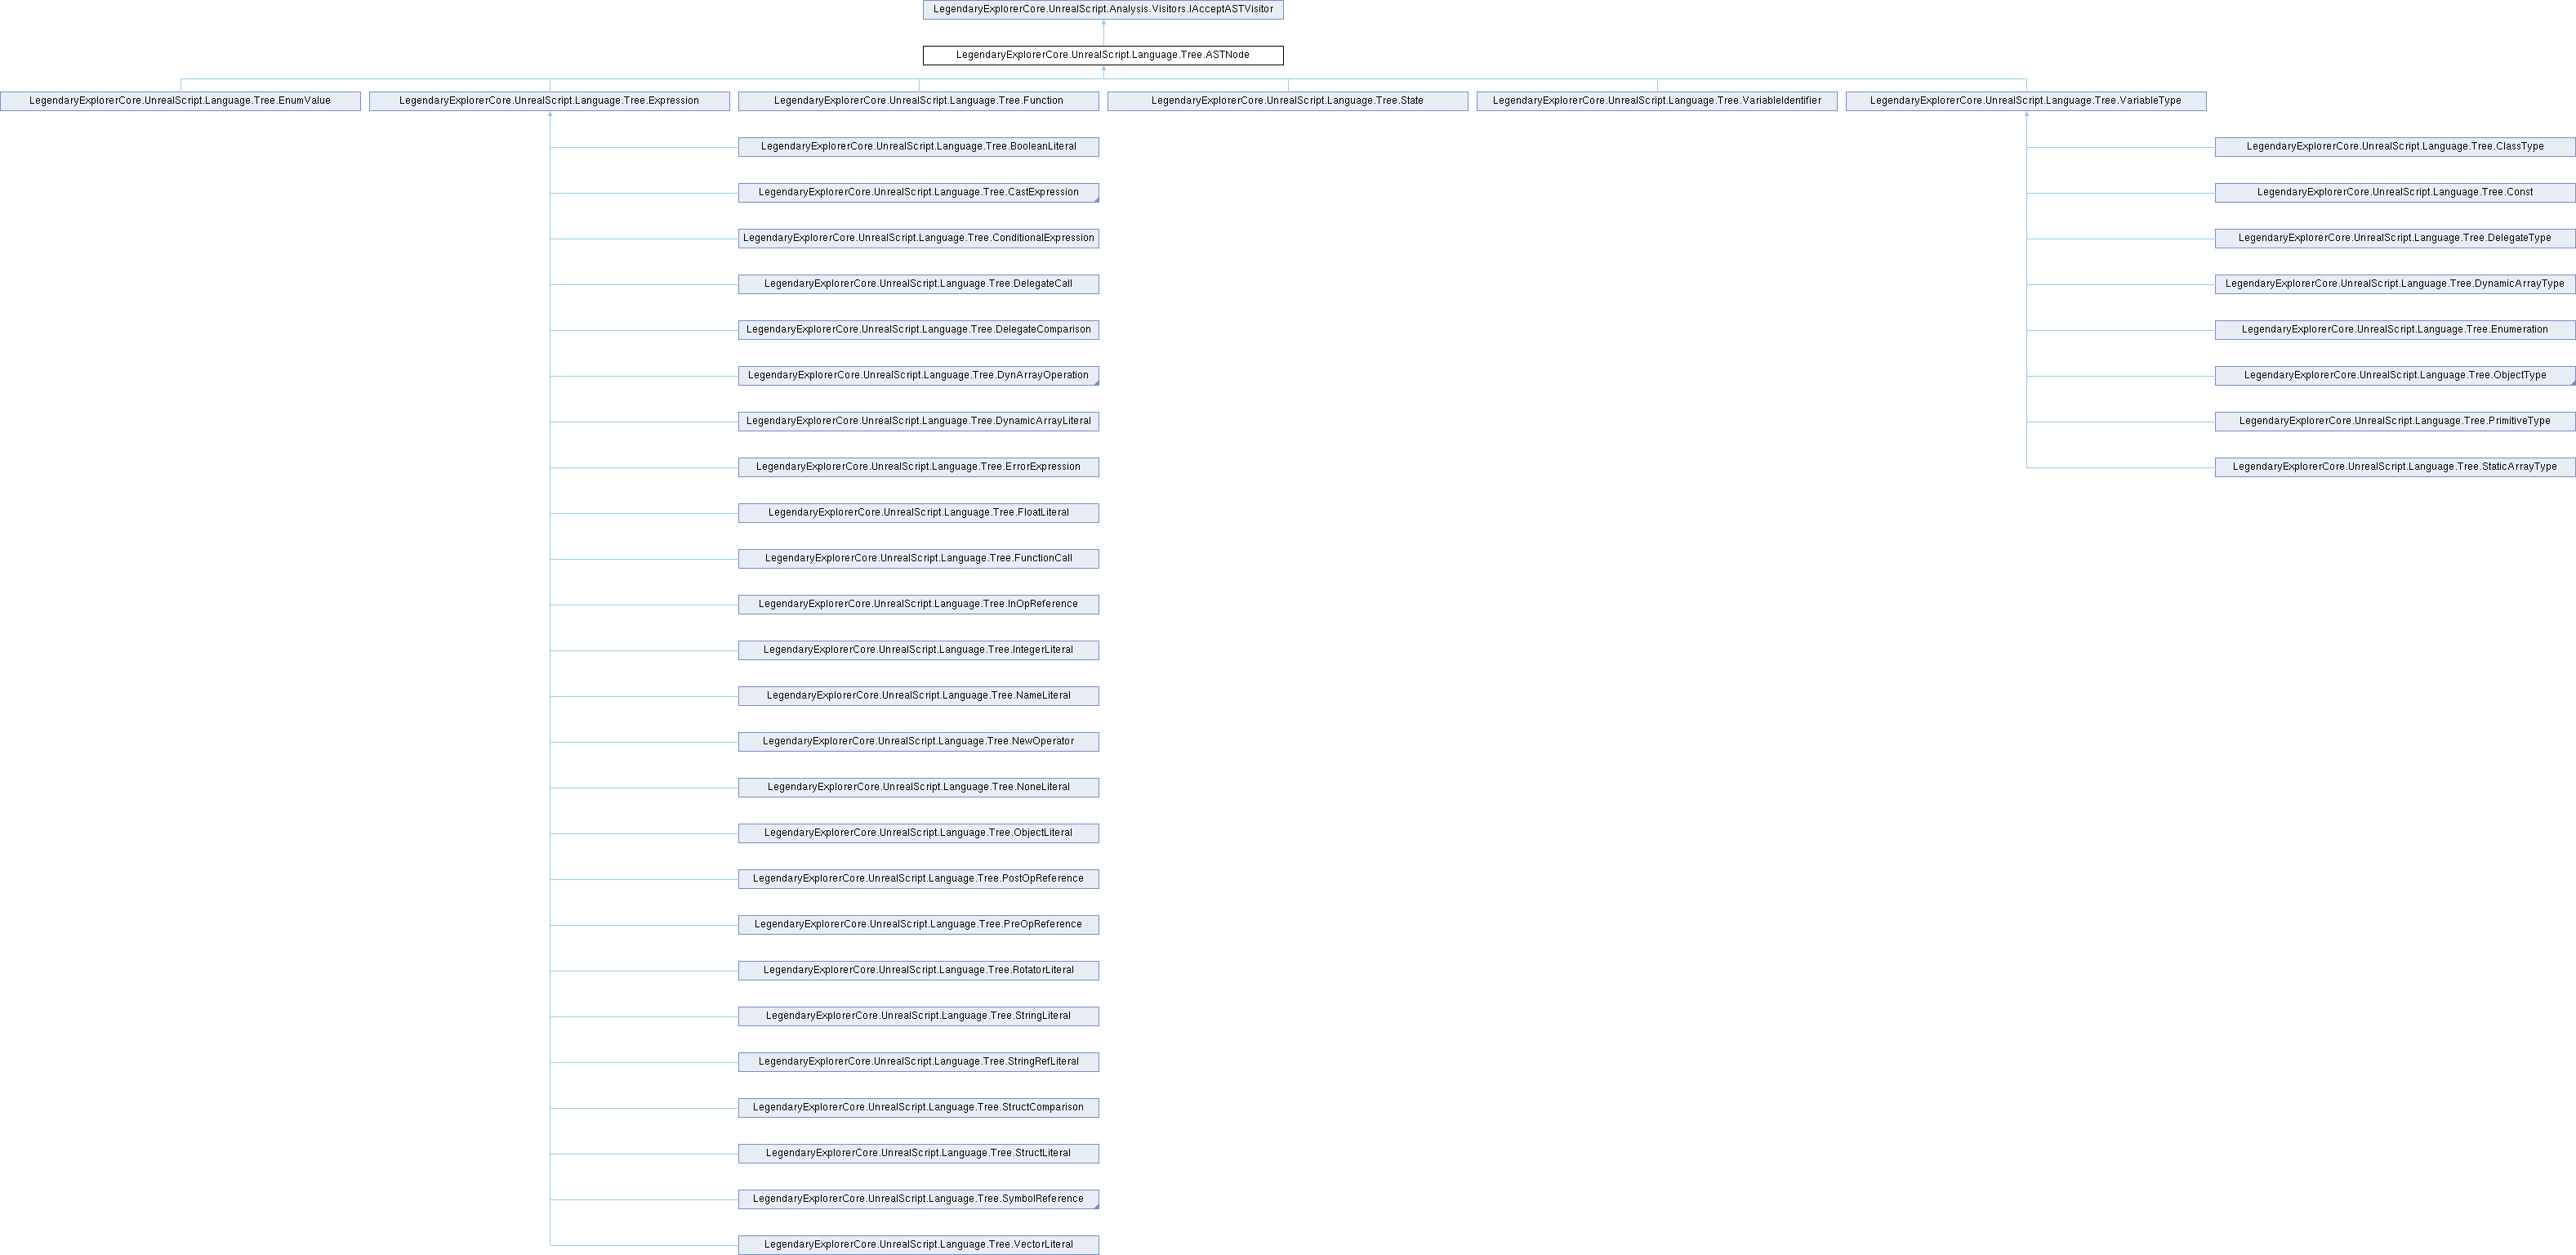 LegendaryExplorerCore.UnrealScript.Analysis.Visitors.IAcceptASTVisitor
LegendaryExplorerCore.UnrealScript.Language.Tree.ASTNode
LegendaryExplorerCore.UnrealScript.Language.Tree.EnumValue
LegendaryExplorerCore.UnrealScript.Language.Tree.Expression
LegendaryExplorerCore.UnrealScript.Language.Tree.Function
LegendaryExplorerCore.UnrealScript.Language.Tree.State
LegendaryExplorerCore.UnrealScript.Language.Tree.VariableIdentifier
LegendaryExplorerCore.UnrealScript.Language.Tree.VariableType
LegendaryExplorerCore.UnrealScript.Language.Tree.BooleanLiteral
LegendaryExplorerCore.UnrealScript.Language.Tree.CastExpression
LegendaryExplorerCore.UnrealScript.Language.Tree.ConditionalExpression
LegendaryExplorerCore.UnrealScript.Language.Tree.DelegateCall
LegendaryExplorerCore.UnrealScript.Language.Tree.DelegateComparison
LegendaryExplorerCore.UnrealScript.Language.Tree.DynArrayOperation
LegendaryExplorerCore.UnrealScript.Language.Tree.DynamicArrayLiteral
LegendaryExplorerCore.UnrealScript.Language.Tree.ErrorExpression
LegendaryExplorerCore.UnrealScript.Language.Tree.FloatLiteral
LegendaryExplorerCore.UnrealScript.Language.Tree.FunctionCall
LegendaryExplorerCore.UnrealScript.Language.Tree.InOpReference
LegendaryExplorerCore.UnrealScript.Language.Tree.IntegerLiteral
LegendaryExplorerCore.UnrealScript.Language.Tree.NameLiteral
LegendaryExplorerCore.UnrealScript.Language.Tree.NewOperator
LegendaryExplorerCore.UnrealScript.Language.Tree.NoneLiteral
LegendaryExplorerCore.UnrealScript.Language.Tree.ObjectLiteral
LegendaryExplorerCore.UnrealScript.Language.Tree.PostOpReference
LegendaryExplorerCore.UnrealScript.Language.Tree.PreOpReference
LegendaryExplorerCore.UnrealScript.Language.Tree.RotatorLiteral
LegendaryExplorerCore.UnrealScript.Language.Tree.StringLiteral
LegendaryExplorerCore.UnrealScript.Language.Tree.StringRefLiteral
LegendaryExplorerCore.UnrealScript.Language.Tree.StructComparison
LegendaryExplorerCore.UnrealScript.Language.Tree.StructLiteral
LegendaryExplorerCore.UnrealScript.Language.Tree.SymbolReference
LegendaryExplorerCore.UnrealScript.Language.Tree.VectorLiteral
LegendaryExplorerCore.UnrealScript.Language.Tree.ClassType
LegendaryExplorerCore.UnrealScript.Language.Tree.Const
LegendaryExplorerCore.UnrealScript.Language.Tree.DelegateType
LegendaryExplorerCore.UnrealScript.Language.Tree.DynamicArrayType
LegendaryExplorerCore.UnrealScript.Language.Tree.Enumeration
LegendaryExplorerCore.UnrealScript.Language.Tree.ObjectType
LegendaryExplorerCore.UnrealScript.Language.Tree.PrimitiveType
LegendaryExplorerCore.UnrealScript.Language.Tree.StaticArrayType